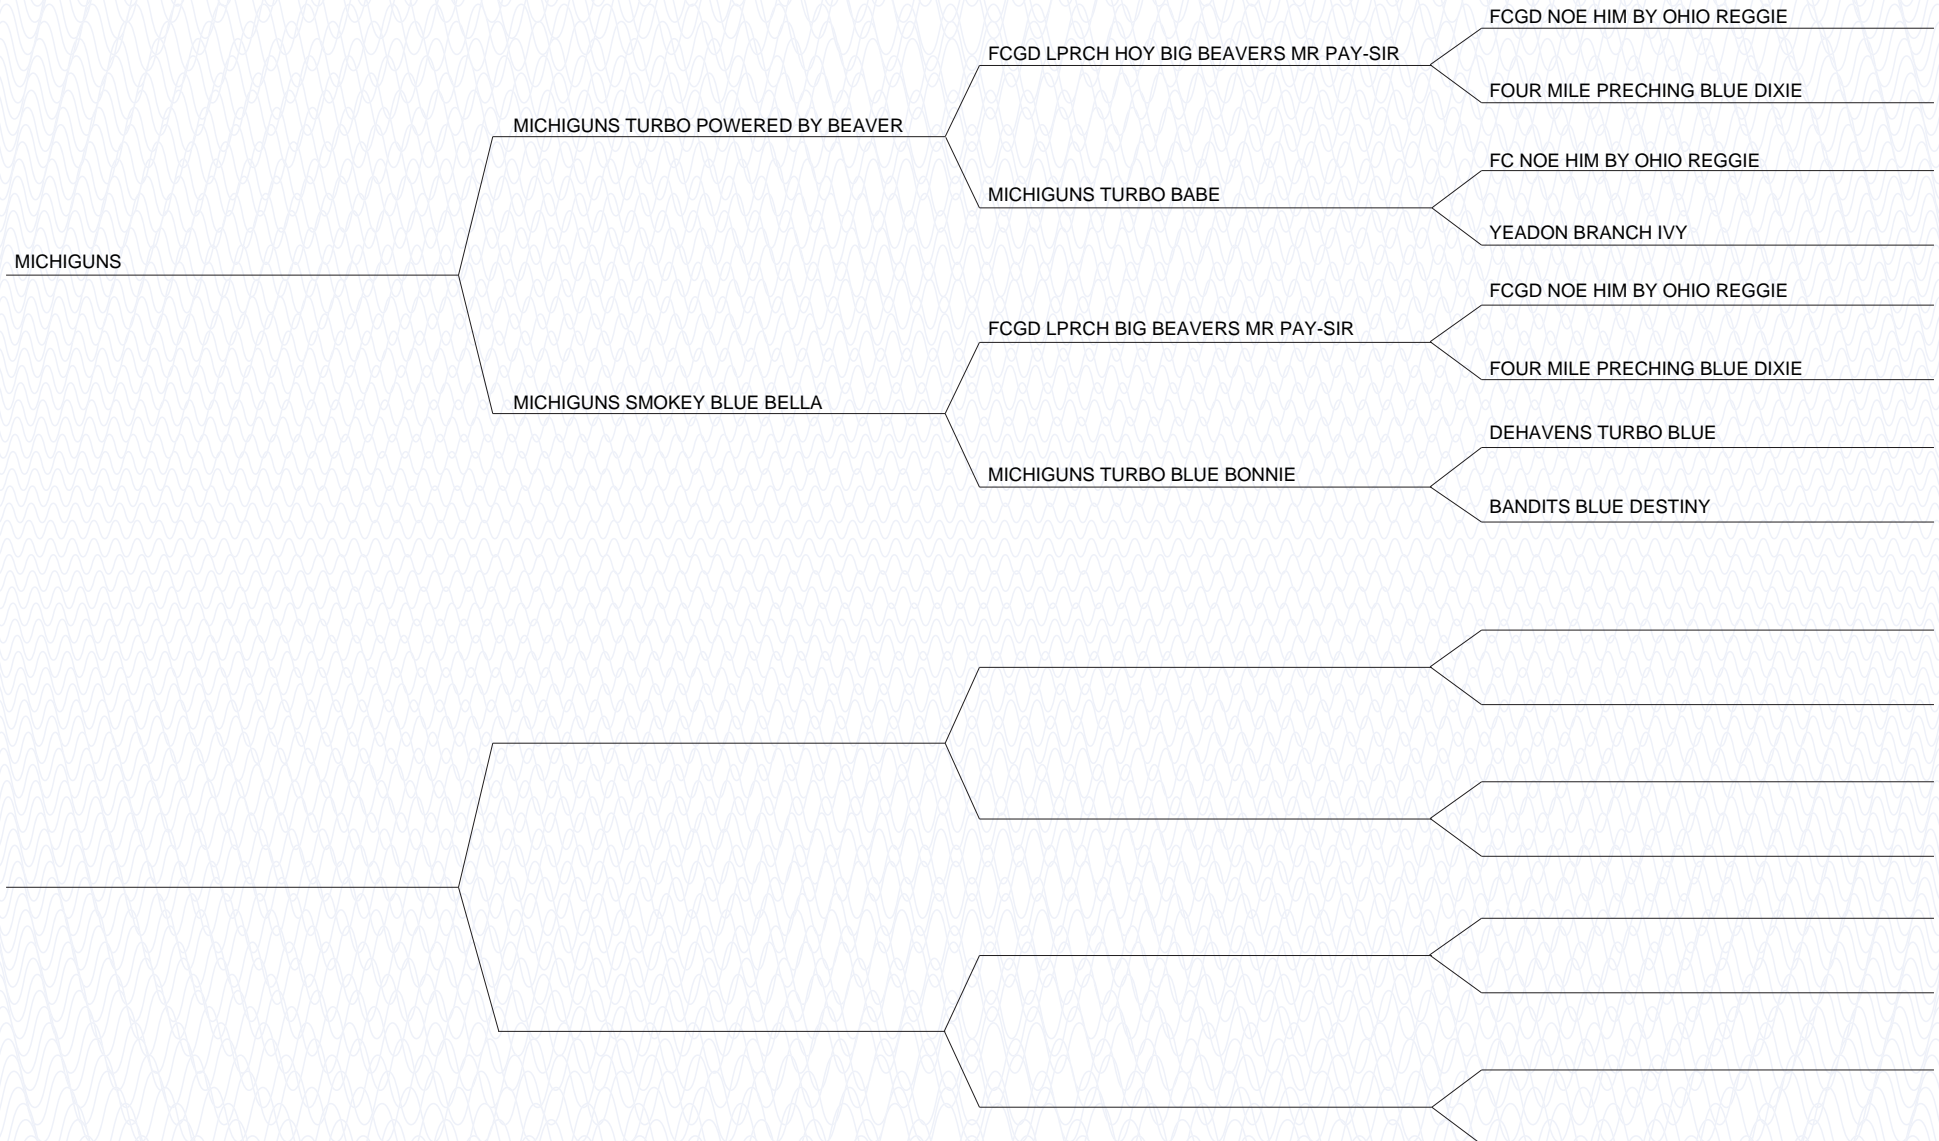 FCGD NOE HIM BY OHIO REGGIE
FCGD LPRCH HOY BIG BEAVERS MR PAY-SIR
FOUR MILE PRECHING BLUE DIXIE
MICHIGUNS TURBO POWERED BY BEAVER
FC NOE HIM BY OHIO REGGIE
MICHIGUNS TURBO BABE
YEADON BRANCH IVY
MICHIGUNS
FCGD NOE HIM BY OHIO REGGIE
FCGD LPRCH BIG BEAVERS MR PAY-SIR
FOUR MILE PRECHING BLUE DIXIE
MICHIGUNS SMOKEY BLUE BELLA
DEHAVENS TURBO BLUE
MICHIGUNS TURBO BLUE BONNIE
BANDITS BLUE DESTINY